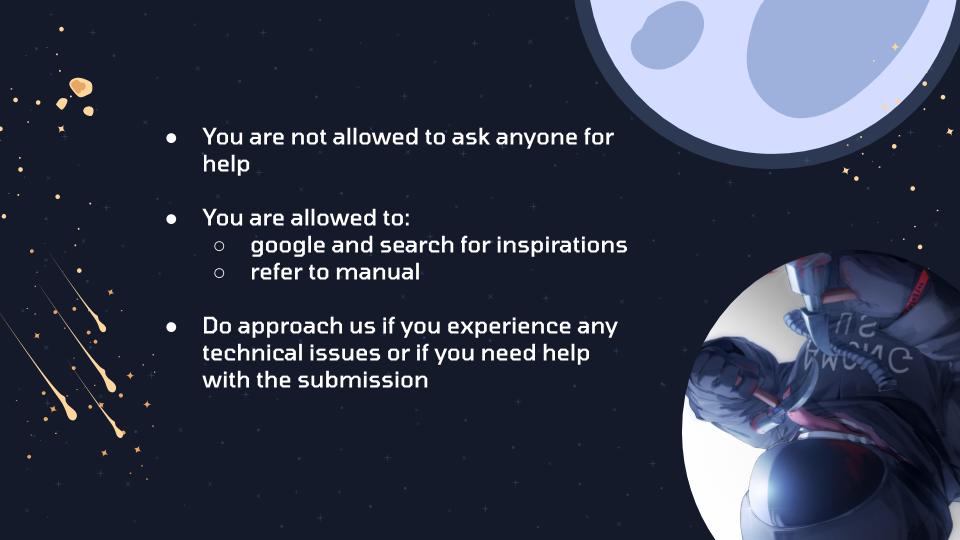 ● You are not allowed to ask anyone for
help
● You are allowed to:
○ google and search for inspirations
○ refer to manual
● Do approach us if you experience any
technical issues or if you need help
with the submission
AMONG
US